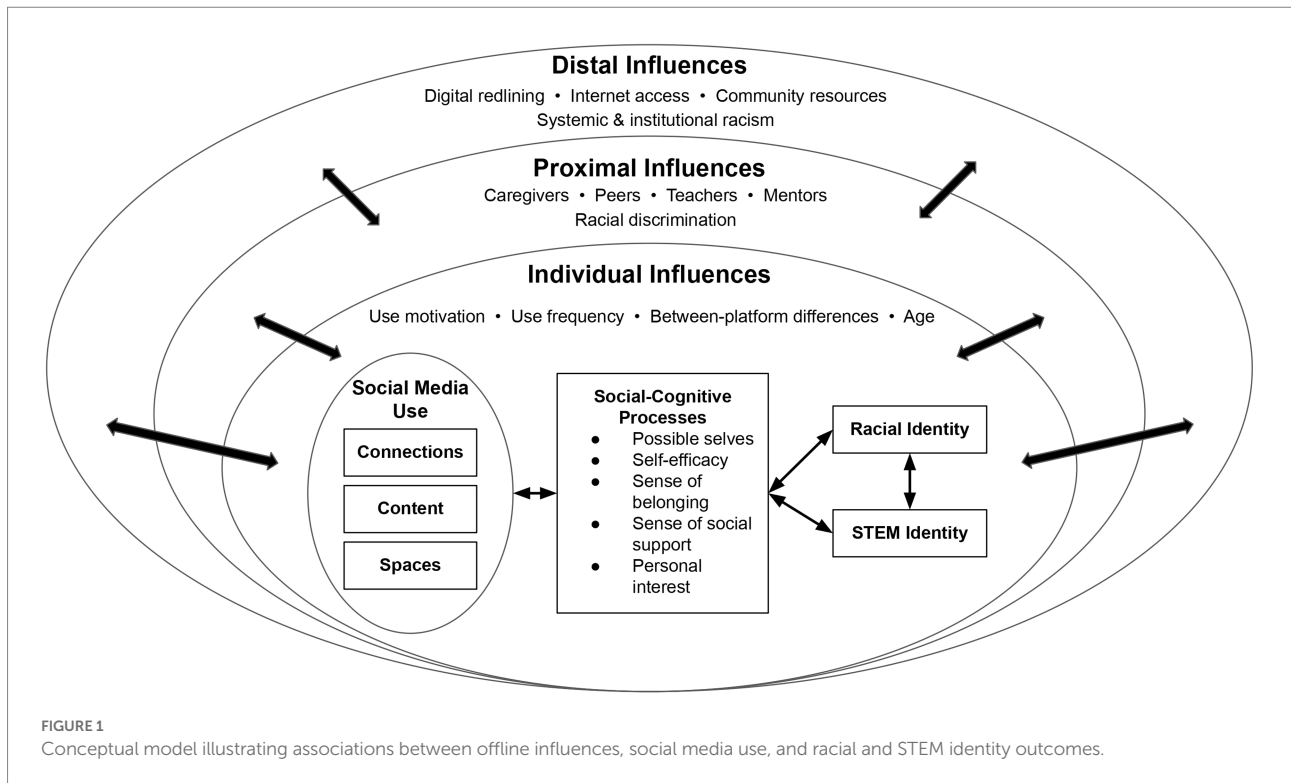 Distal Influences
Digital redlining • Internet access • Community resources
Systemic & institutional racism
Proximal Influences
Caregivers • Peers • Teachers • Mentors
Racial discrimination
Individual Influences
Use motivation • Use frequency • Between-platform differences • Age
Social Media
Use
Connections
Content
Spaces
Social-Cognitive
Processes
● Possible selves
● Self-efficacy
● Sense of
belonging
● Sense of social
support
● Personal
interest
Racial Identity
STEM Identity
FIGURE 1
Conceptual model illustrating associations between offline influences, social media use, and racial and STEM identity outcomes.